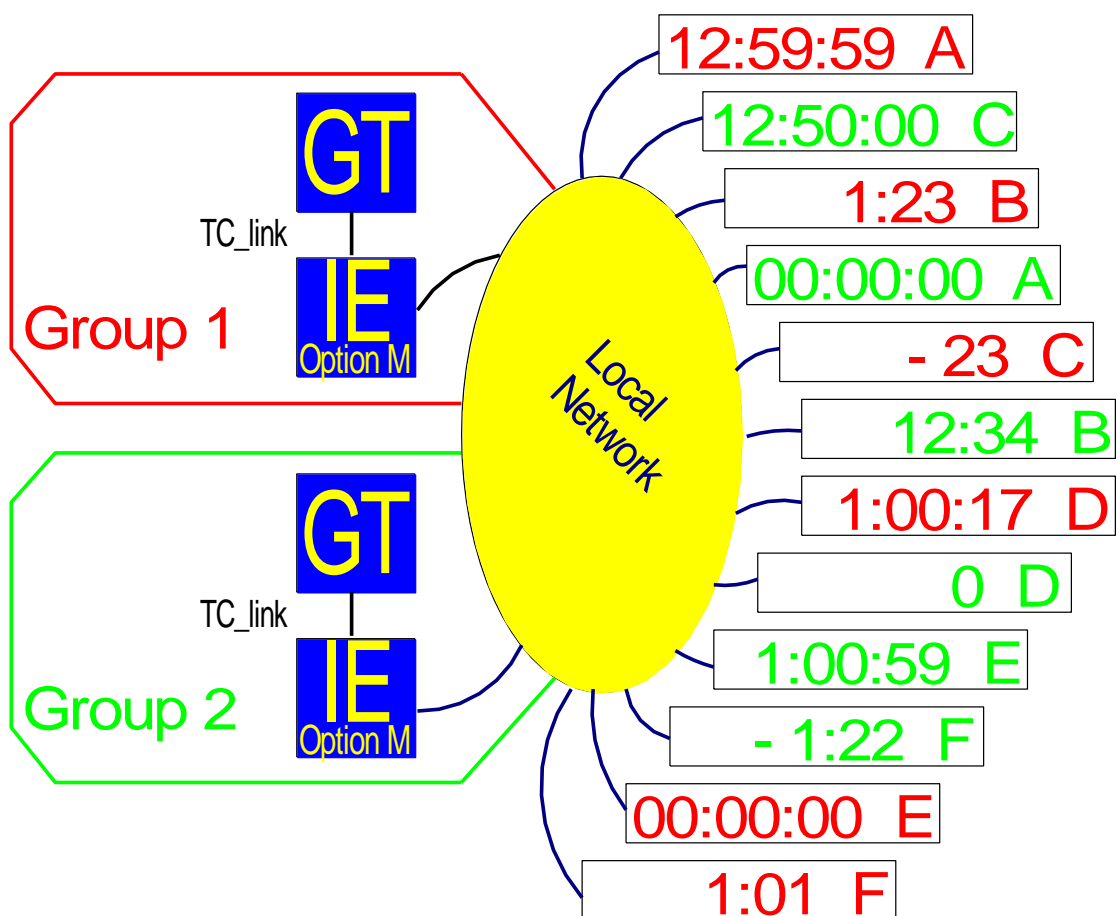 GT
TC_link
IE
Option M
Group 1
GT
TC_link
IE
Option M
Group 2
Local
Network
12:59:59 A
12:50:00 C
1:23 B
00:00:00 A
- 23 C
12:34 B
1:00:17 D
0 D
1:00:59 E
- 1:22 F
00:00:00 E
1:01 F